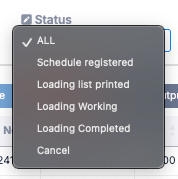 Status
ALL
Schedule registered
Loading list printed
Loading Working
Loading Completed
Cancel